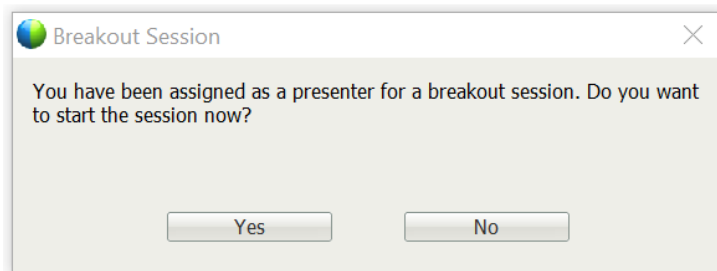 Breakout Session
You have been assigned as a presenter for a breakout session. Do you want
to start the session now?
Yes
No